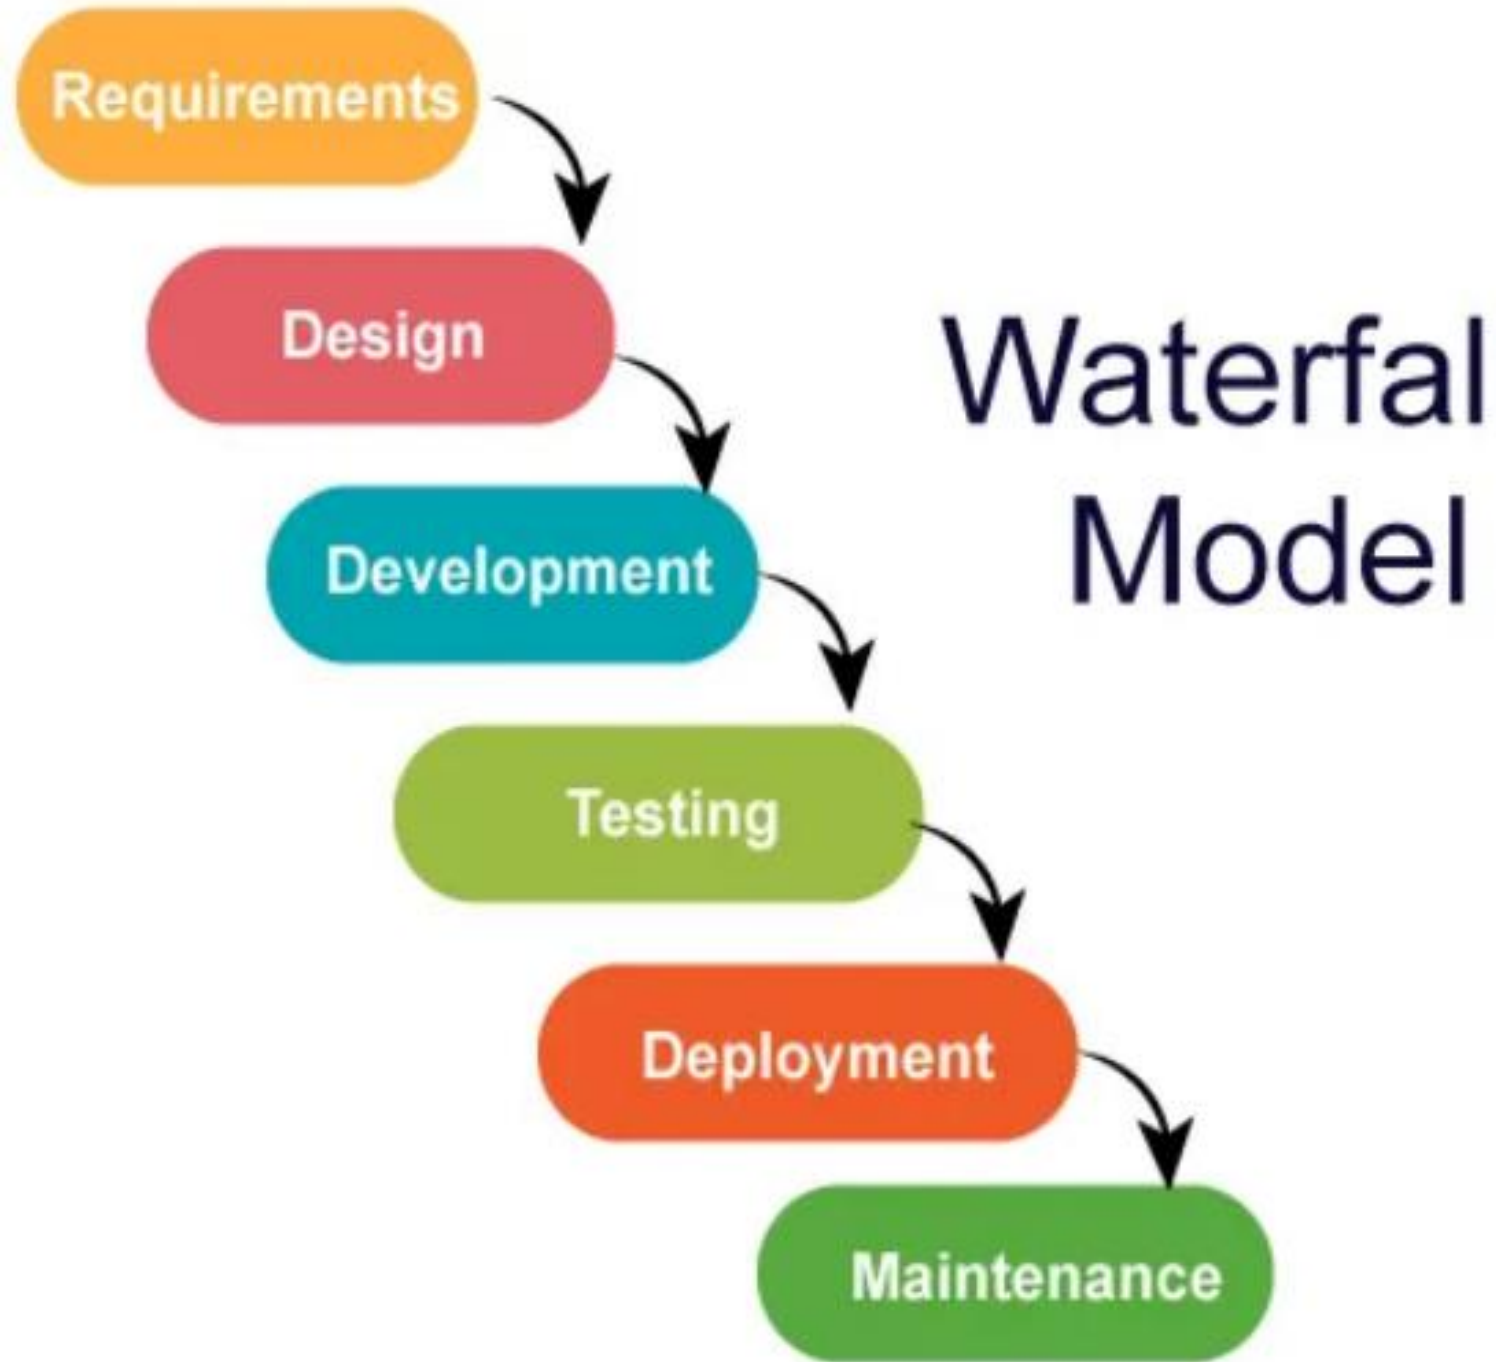 Requirements
Design
Waterfal
Model
Development
Testing
Deployment
Maintenance